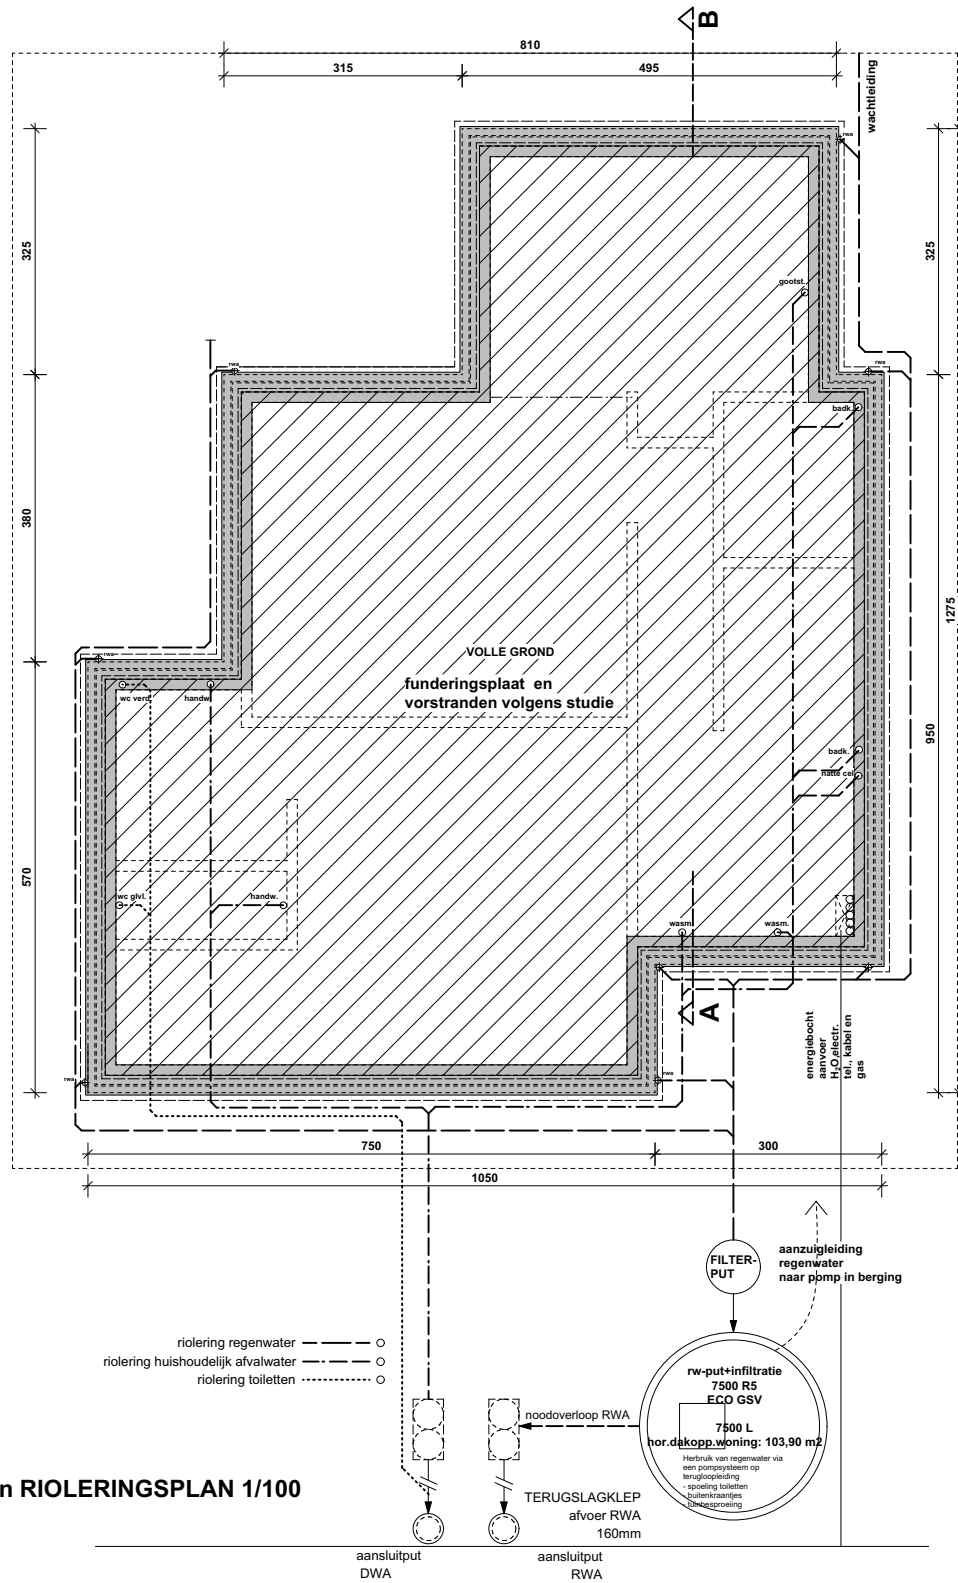 B
810
315
495
wachtleiding
rwa
325
325
gootst.
rwa
badk.
380
1275
VOLLE GROND
funderingsplaat en
vorstranden volgens studie
rwa
wc verd.
handw.
950
badk.
natte cel
570
wc glvl.
handw.
wasm.
wasm.
A
energiebocht
aanvoer
H₂O,electr.
tel., kabel en
gas
rwa
rwa
750
300
1050
FILTER-
PUT
aanzuigleiding
regenwater
naar pomp in berging
riolering regenwater
riolering huishoudelijk afvalwater
riolering toiletten
rw-put+infiltratie
7500 R5
ECO GSV
7500 L
hor.dakopp.woning: 103,90 m2
Herbruik van regenwater via
een pompsysteem op
terugloopleiding
- spoeling toiletten
- buitenkraantjes
- tuinbesproeiing
noodoverloop RWA
n RIOLERINGSPLAN 1/100
TERUGSLAGKLEP
afvoer RWA
160mm
aansluitput
DWA
aansluitput
RWA